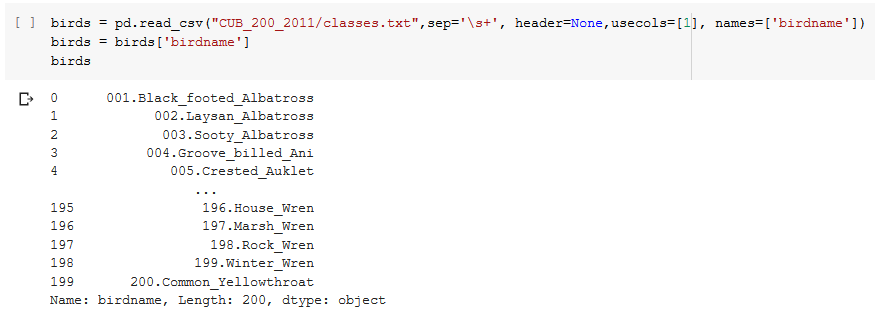 [ ] birds = pd.read_csv("CUB_200_2011/classes.txt",sep='\s+', header=None,usecols=[1], names=['birdname'])
birds = birds['birdname']
birds
0 001.Black_footed_Albatross
1 002.Laysan_Albatross
2 003.Sooty_Albatross
3 004.Groove_billed_Ani
4 005.Crested_Auklet
...
195 196.House_Wren
196 197.Marsh_Wren
197 198.Rock_Wren
198 199.Winter_Wren
199 200.Common_Yellowthroat
Name: birdname, Length: 200, dtype: object